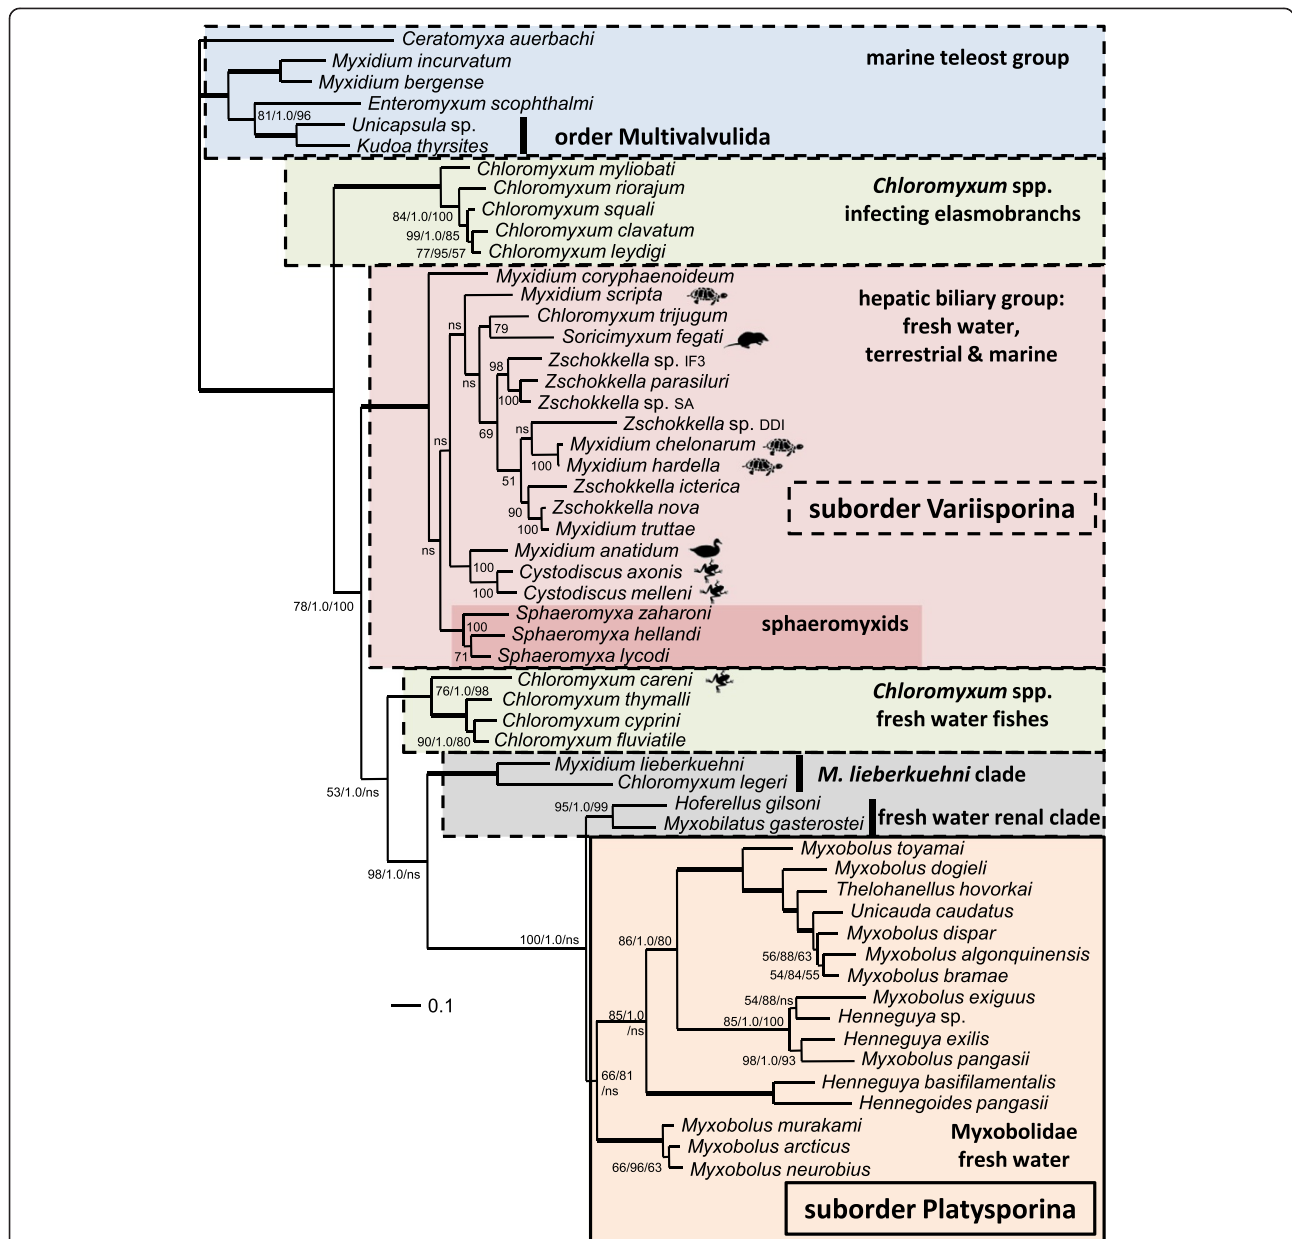 Ceratomyxa auerbachi
marine teleost group
Myxidium incurvatum
Myxidium bergense
Enteromyxum scophthalmi
81/1.0/96
Unicapsula sp.
order Multivalvulida
Kudoa thyrsites
Chloromyxum myliobati
Chloromyxum riorajum
Chloromyxum spp.
infecting elasmobranchs
Chloromyxum squali
84/1.0/100
Chloromyxum clavatum
99/1.0/85
Chloromyxum leydigi
77/95/57
Myxidium coryphaenoideum
Myxidium scripta
hepatic biliary group:
fresh water,
terrestrial & marine
Chloromyxum trijugum
ns
79
Soricimyxum fegati
Zschokkella sp. IF3
98
ns
Zschokkella parasiluri
100
Zschokkella sp. SA
Zschokkella sp. DDI
69
ns
ns
Myxidium chelonarum
100
Myxidium hardella
51
Zschokkella icterica
suborder Variisporina
Zschokkella nova
90
100
Myxidium truttae
ns
Myxidium anatidum
100
Cystodiscus axonis
100
Cystodiscus melleni
78/1.0/100
Sphaeromyxa zaharoni
sphaeromyxids
100
Sphaeromyxa hellandi
71
Sphaeromyxa lycodi
Chloromyxum careni
Chloromyxum spp.
fresh water fishes
76/1.0/98
Chloromyxum thymalli
Chloromyxum cyprini
90/1.0/80
Chloromyxum fluviatile
Myxidium lieberkuehni
M. lieberkuehni clade
Chloromyxum legeri
53/1.0/ns
95/1.0/99
Hoferellus gilsoni
fresh water renal clade
Myxobilatus gasterostei
Myxobolus toyamai
Myxobolus dogieli
98/1.0/ns
Thelohanellus hovorkai
Unicauda caudatus
Myxobolus dispar
100/1.0/ns
86/1.0/80
56/88/63
Myxobolus algonquinensis
54/84/55
Myxobolus bramae
0.1
54/88/ns
Myxobolus exiguus
85/1.0
/ns
85/1.0/100
Henneguya sp.
Henneguya exilis
98/1.0/93
Myxobolus pangasii
66/81
/ns
Henneguya basifilamentalis
Hennegoides pangasii
Myxobolus murakami
Myxobolidae
fresh water
Myxobolus arcticus
66/96/63
Myxobolus neurobius
suborder Platysporina